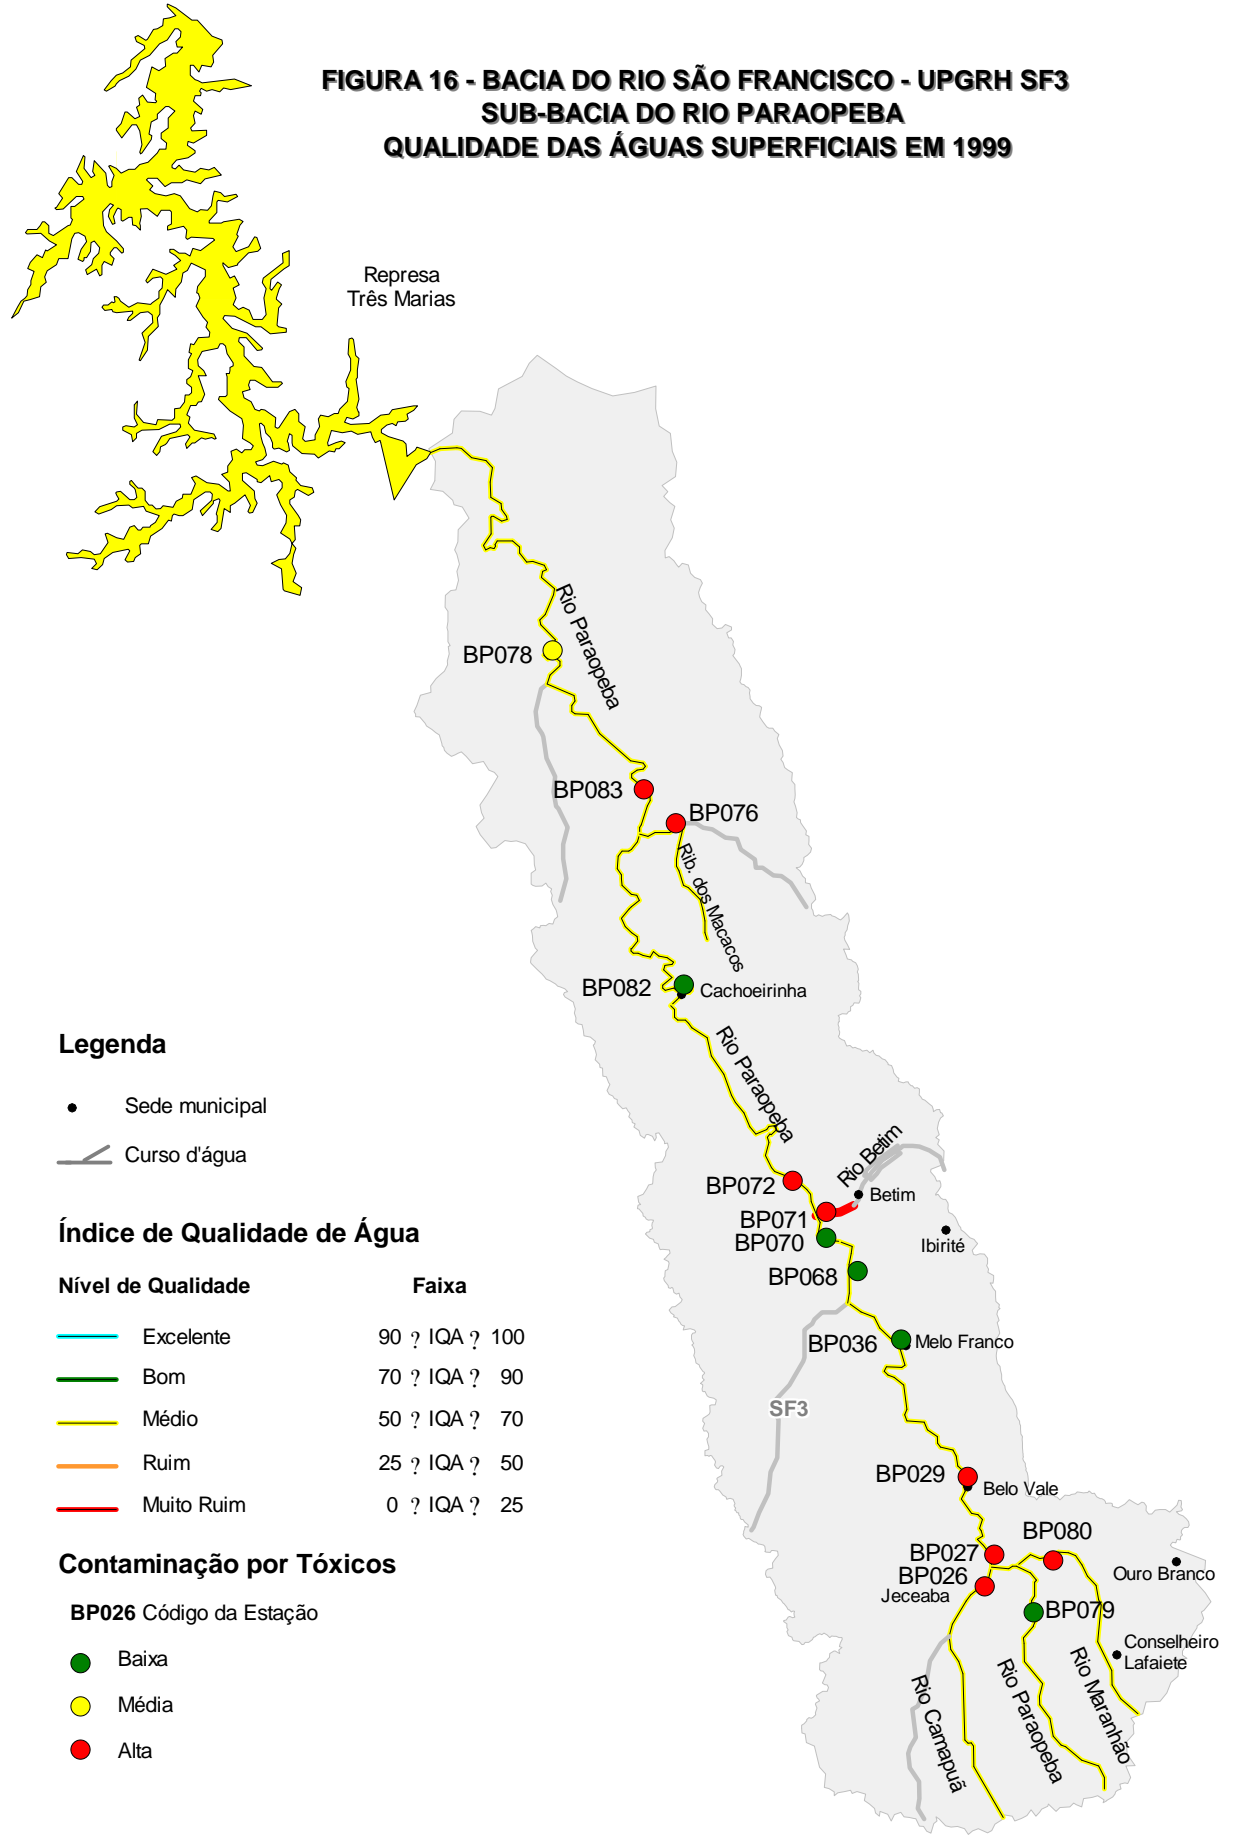 FIGURA 16 - BACIA DO RIO SÃO FRANCISCO - UPGRH SF3
SUB-BACIA DO RIO PARAOPEBA
QUALIDADE DAS ÁGUAS SUPERFICIAIS EM 1999
Represa
Três Marias
Rio Paraopeba
BP078
BP083
BP076
Rib. dos Macacos
BP082
Cachoeirinha
Rio Paraopeba
Rio Betim
BP072
Betim
BP071
BP070
Ibirité
BP068
BP036
Melo Franco
SF3
BP029
Belo Vale
BP080
BP027
BP026
Jeceaba
Ouro Branco
BP079
Conselheiro
Lafaiete
Rio Camapuã
Rio Paraopeba
Rio Maranhão
Legenda
Sede municipal
Curso d'água
Índice de Qualidade de Água
Nível de Qualidade Faixa
Excelente 90 ? IQA ? 100
Bom 70 ? IQA ? 90
Médio 50 ? IQA ? 70
Ruim 25 ? IQA ? 50
Muito Ruim 0 ? IQA ? 25
Contaminação por Tóxicos
BP026 Código da Estação
Baixa
Média
Alta